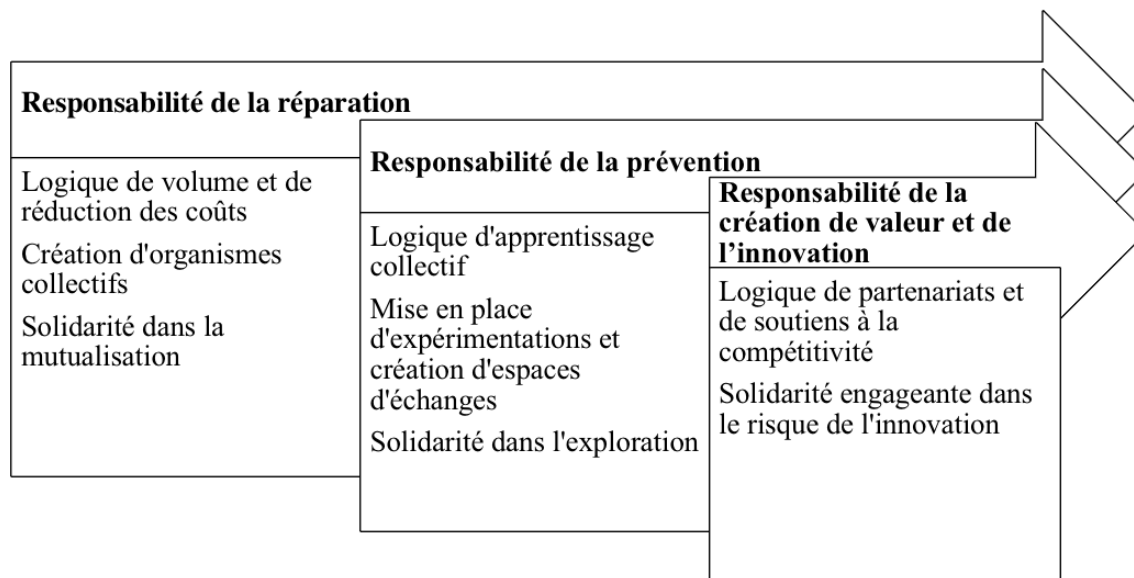 Responsabilité de la réparation
Logique de volume et de
réduction des coûts
Création d'organismes
collectifs
Solidarité dans la
mutualisation
Responsabilité de la prévention
Logique d'apprentissage
collectif
Mise en place
d'expérimentations et
création d'espaces
d'échanges
Solidarité dans l'exploration
Responsabilité de la
création de valeur et de
l’innovation
Logique de partenariats et
de soutiens à la
compétitivité
Solidarité engageante dans
le risque de l'innovation